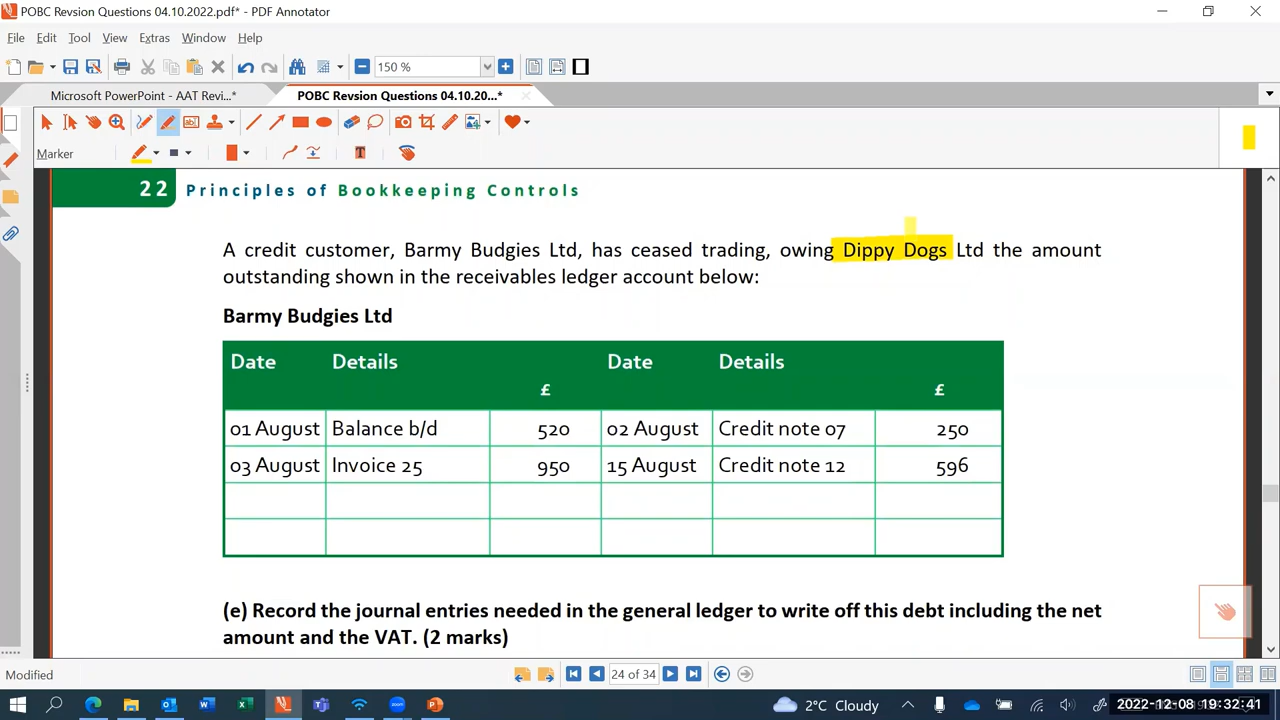 POBC Revsion Questions 04.10.2022.pdf* - PDF Annotator
File Edit Tool View Extras Window Help
150 %
Microsoft PowerPoint - AAT Revi...*
POBC Revsion Questions 04.10.20...*
Marker
22 Principles of Bookkeeping Controls
A credit customer, Barmy Budgies Ltd, has ceased trading, owing Dippy Dogs Ltd the amount
outstanding shown in the receivables ledger account below:
Barmy Budgies Ltd
Date Details £ Date Details £
01 August Balance b/d 520 02 August Credit note 07 250
03 August Invoice 25 950 15 August Credit note 12 596
(e) Record the journal entries needed in the general ledger to write off this debt including the net
amount and the VAT. (2 marks)
Modified
24 of 34
2°C Cloudy
2022-12-08 19:32:41